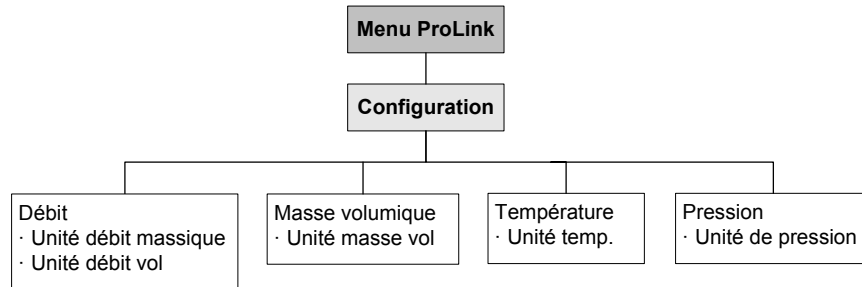 Menu ProLink
Configuration
Débit
· Unité débit massique
· Unité débit vol
Masse volumique
· Unité masse vol
Température
· Unité temp.
Pression
· Unité de pression